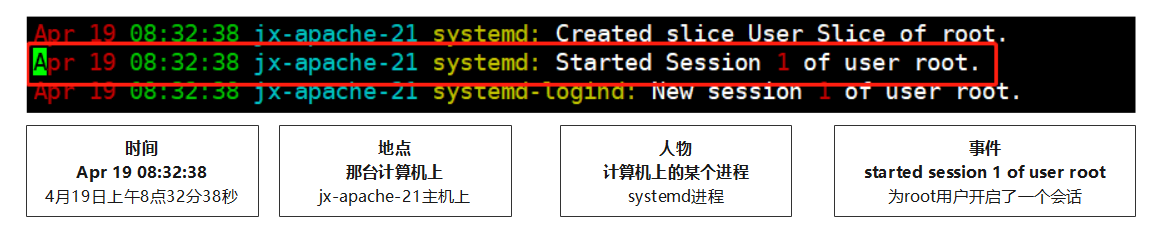 Apr 19 08:32:38 jx-apache-21 systemd: Created slice User Slice of root.
Apr 19 08:32:38 jx-apache-21 systemd: Started Session 1 of user root.
Apr 19 08:32:38 jx-apache-21 systemd-logind: New session 1 of user root.
时间
Apr 19 08:32:38
4月19日上午8点32分38秒
地点
那台计算机上
jx-apache-21主机上
人物
计算机上的某个进程
systemd进程
事件
started session 1 of user root
为root用户开启了一个会话